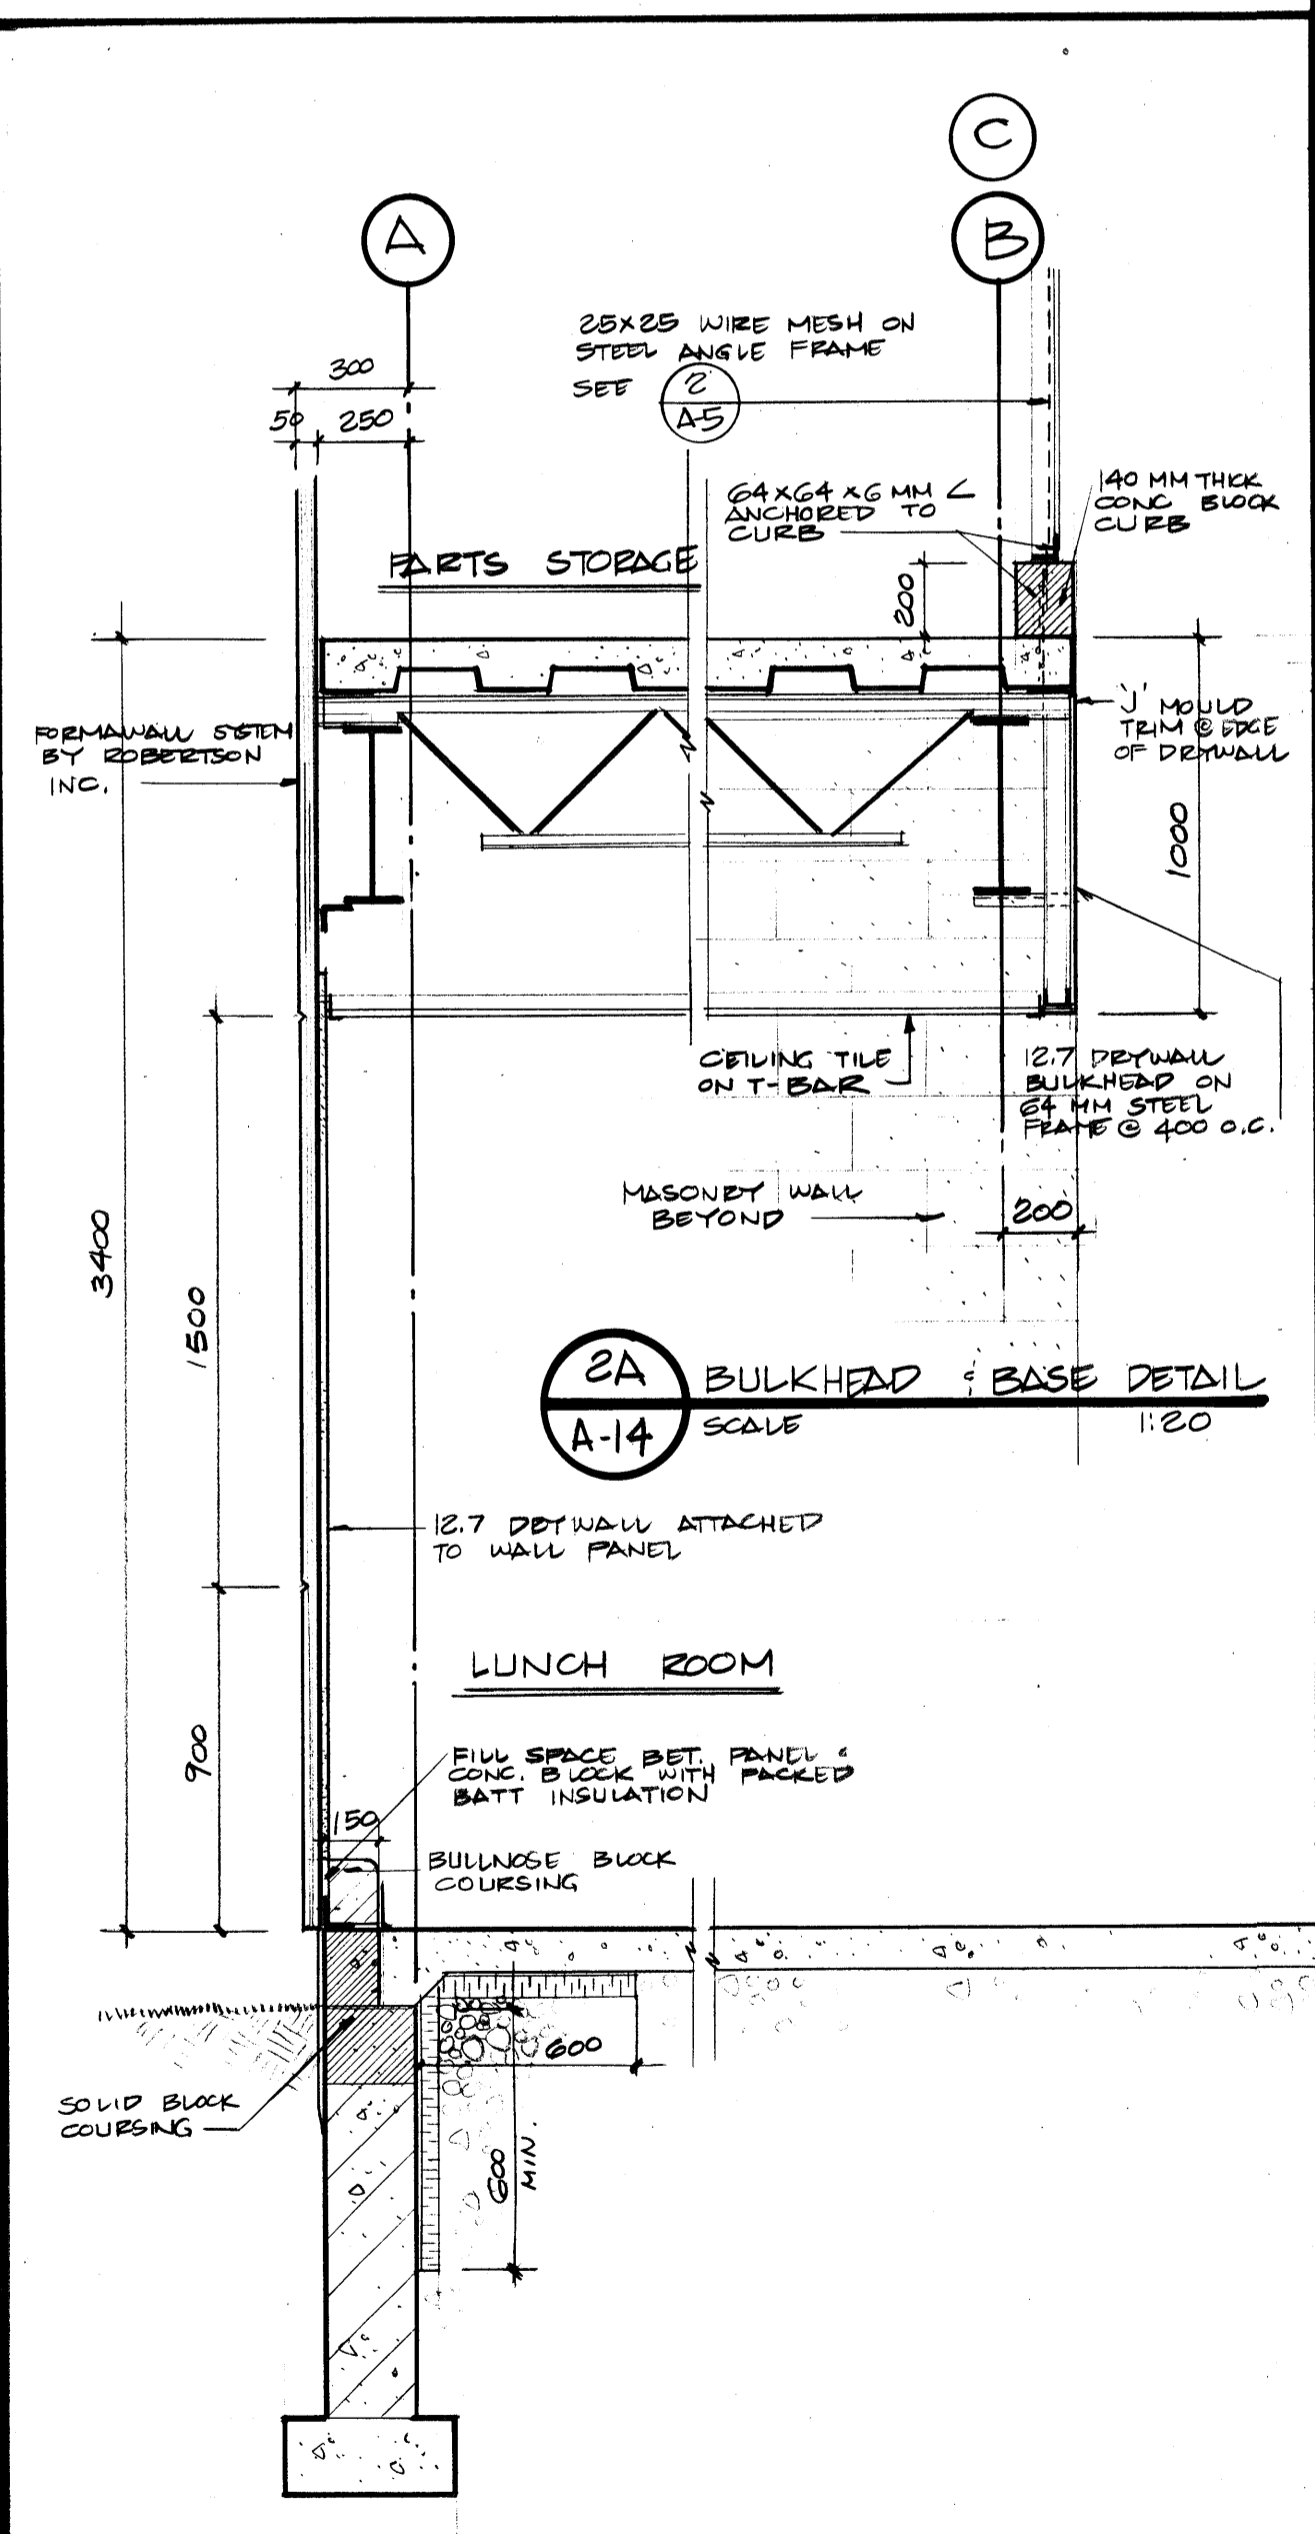 C
A
B
25X25 WIRE MESH ON
STEEL ANGLE FRAME
SEE 2
A-5
300
50 250
64X64X6 MM ∠
ANCHORED TO
CURB
140 MM THICK
CONC BLOCK
CURB
PARTS STORAGE
200
'J' MOULD
TRIM @ EDGE
OF DRYWALL
FORMAWALL SYSTEM
BY ROBERTSON
INC.
1000
CEILING TILE
ON T-BAR
12.7 DRYWALL
BULKHEAD ON
64 MM STEEL
FRAME @ 400 O.C.
MASONRY WALL
BEYOND
200
3400
1500
2A
A-14
BULKHEAD & BASE DETAIL
SCALE 1:20
12.7 DRYWALL ATTACHED
TO WALL PANEL
LUNCH ROOM
900
FILL SPACE BET. PANEL &
CONC. BLOCK WITH PACKED
BATT INSULATION
150
BULLNOSE BLOCK
COURSING
600
SOLID BLOCK
COURSING
600
MIN.